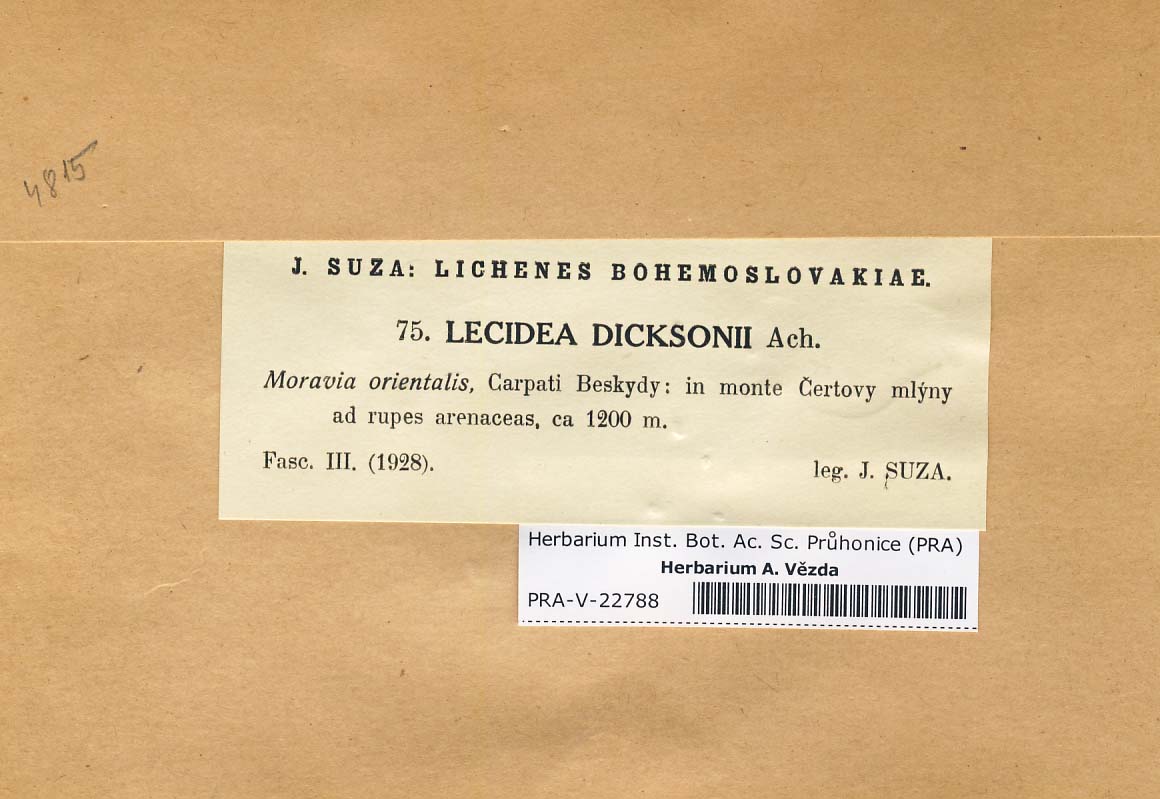 4815
J. SUZA: LICHENES BOHEMOSLOVAKIAE.
75. LECIDEA DICKSONII Ach.
Moravia orientalis, Carpati Beskydy: in monte Čertovy mlýny
ad rupes arenaceas, ca 1200 m.
Fasc. III. (1928). leg. J. SUZA.
Herbarium Inst. Bot. Ac. Sc. Průhonice (PRA)
Herbarium A. Vězda
PRA-V-22788